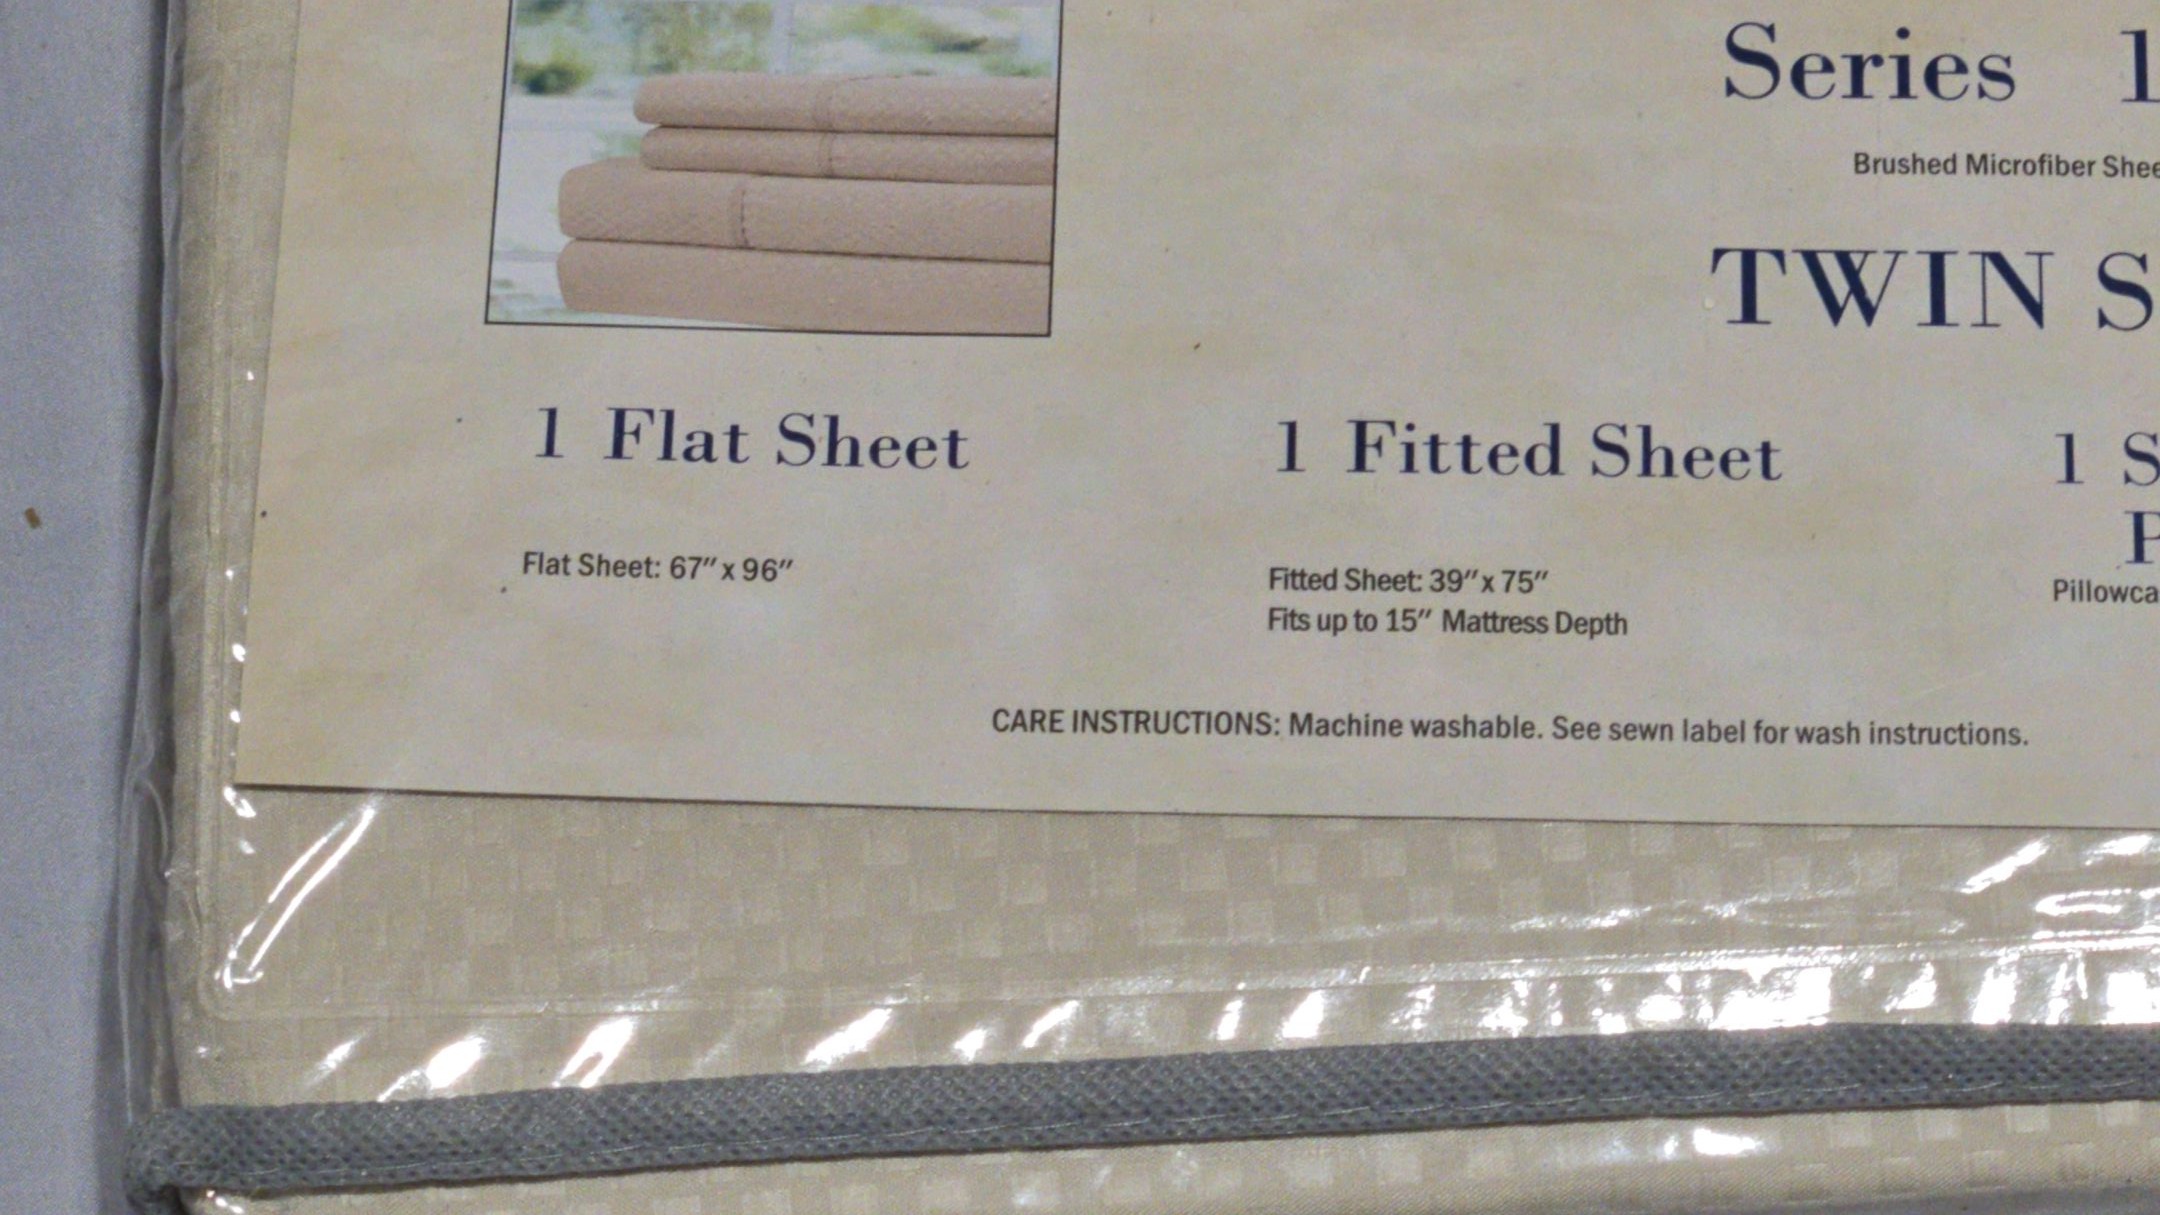 Series 1
Brushed Microfiber
TWIN
1 Flat Sheet
1 Fitted Sheet
1
Flat Sheet: 67" x 96"
Fitted Sheet: 39" x 75"
Fits up to 15" Mattress Depth
CARE INSTRUCTIONS: Machine washable. See sewn label for wash instructions.